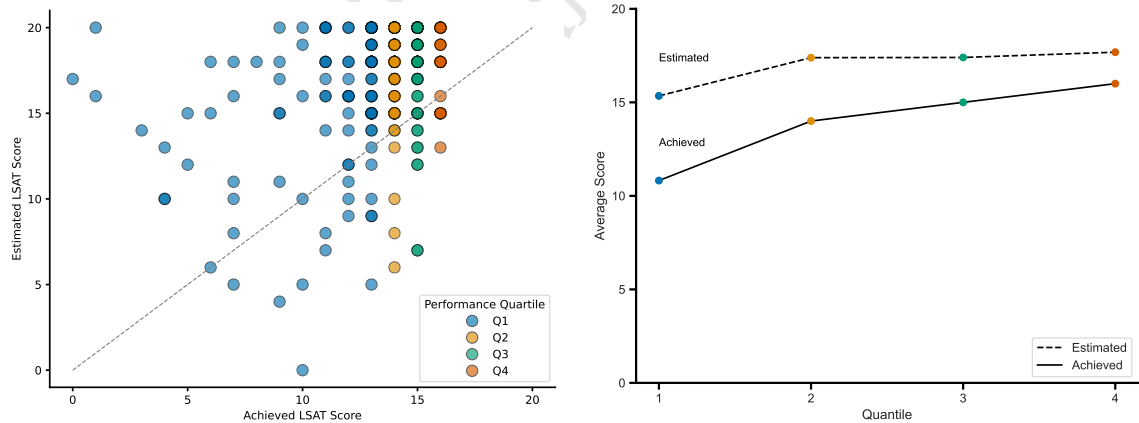 20
15
10
5
0
Estimated LSAT Score
0 5 10 15 20
Achieved LSAT Score
Performance Quartile
Q1
Q2
Q3
Q4
20
15
10
5
0
Average Score
Estimated
Achieved
Estimated
Achieved
1 2 3 4
Quantile